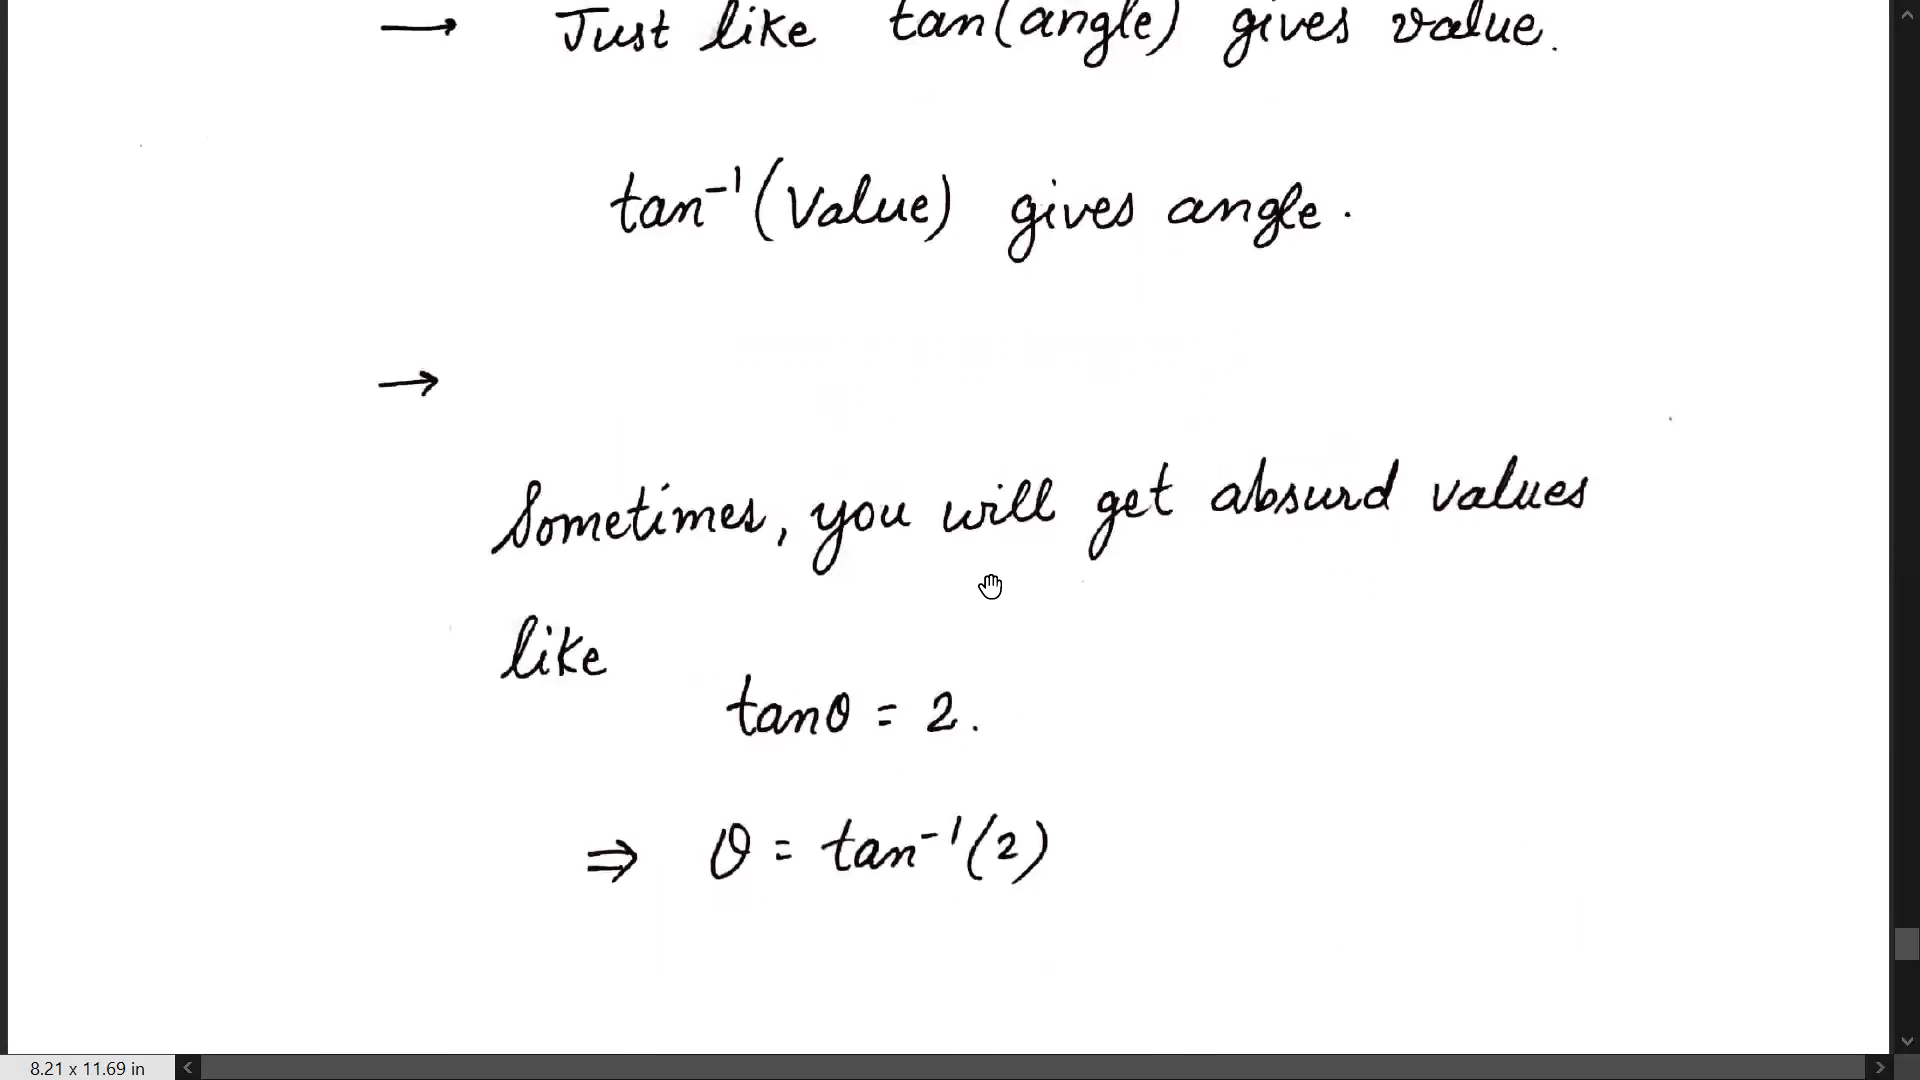 → Just like tan(angle) gives value.
tan⁻¹(Value) gives angle.
→
Sometimes, you will get absurd values
like
tanθ = 2.
⇒ θ = tan⁻¹(2)
8.21 x 11.69 in